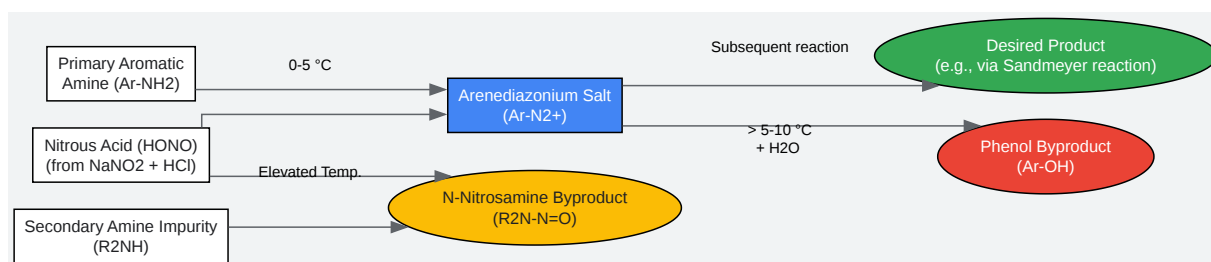 Primary Aromatic
Amine (Ar-NH2)
0-5 °C
Nitrous Acid (HONO)
(from NaNO2 + HCl)
Elevated Temp.
Secondary Amine Impurity
(R2NH)
Arenediazonium Salt
(Ar-N2+)
N-Nitrosamine Byproduct
(R2N-N=O)
Subsequent reaction
> 5-10 °C
+ H2O
Desired Product
(e.g., via Sandmeyer reaction)
Phenol Byproduct
(Ar-OH)